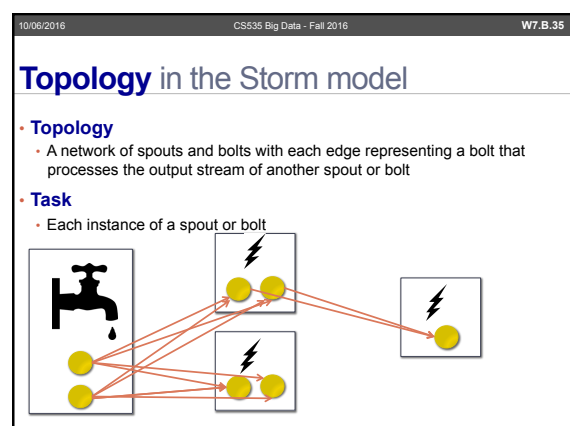 10/06/2016 CS535 Big Data - Fall 2016 W7.B.35
Topology in the Storm model
• Topology
• A network of spouts and bolts with each edge representing a bolt that
processes the output stream of another spout or bolt
• Task
• Each instance of a spout or bolt